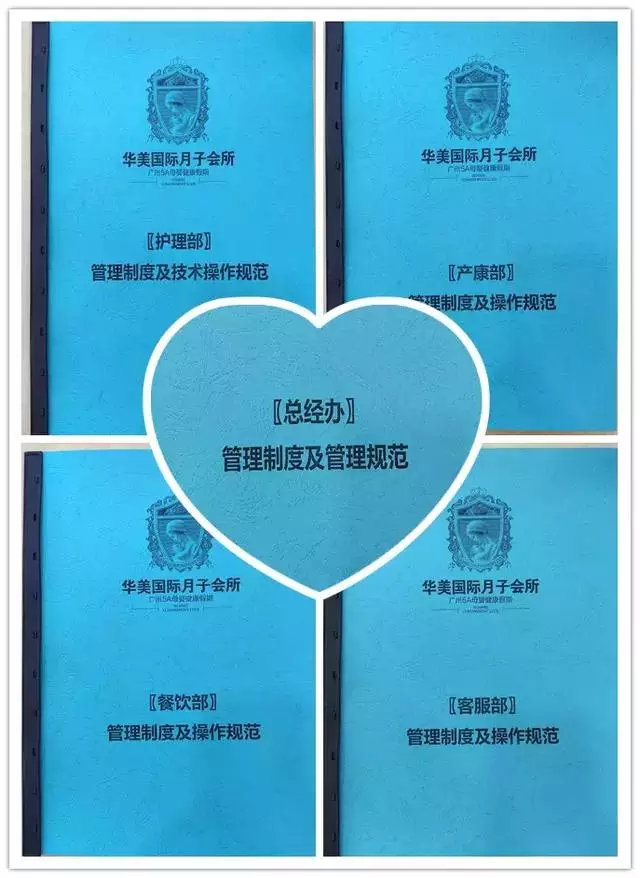 华美国际月子会所
广州5A母婴健康假期
〖护理部〗
管理制度及技术操作规范
华美国际月子会所
广州5A母婴健康假期
〖产康部〗
管理制度及操作规范
〖总经办〗
管理制度及管理规范
华美国际月子会所
广州5A母婴健康假期
〖餐饮部〗
管理制度及操作规范
华美国际月子会所
广州5A母婴健康假期
〖客服部〗
管理制度及操作规范